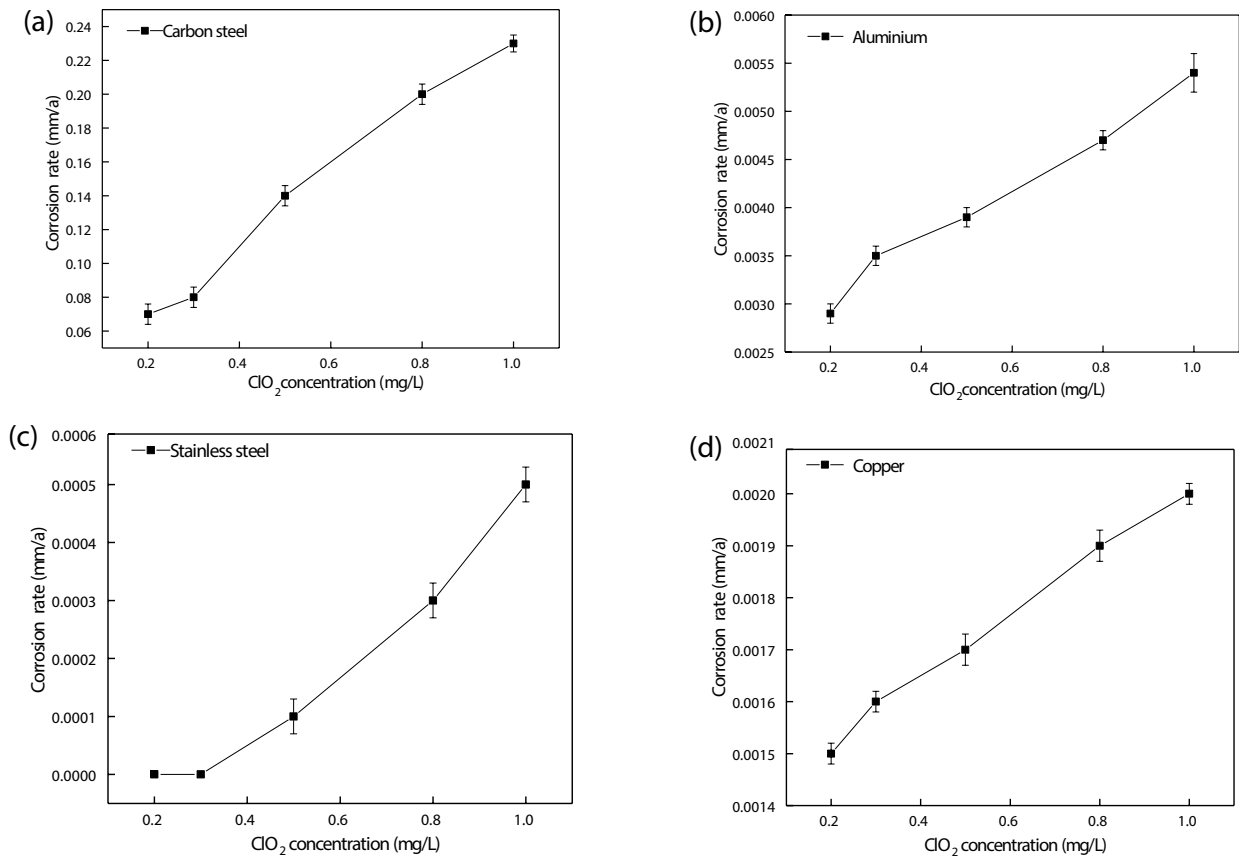 (a)
Carbon steel
0.24
0.22
0.20
0.18
0.16
0.14
0.12
0.10
0.08
0.06
Corrosion rate (mm/a)
0.2 0.4 0.6 0.8 1.0
ClO2 concentration (mg/L)
(b)
Aluminium
0.0060
0.0055
0.0050
0.0045
0.0040
0.0035
0.0030
0.0025
Corrosion rate (mm/a)
0.2 0.4 0.6 0.8 1.0
ClO2 concentration (mg/L)
(c)
Stainless steel
0.0006
0.0005
0.0004
0.0003
0.0002
0.0001
0.0000
Corrosion rate (mm/a)
0.2 0.4 0.6 0.8 1.0
ClO2 concentration (mg/L)
(d)
Copper
0.0021
0.0020
0.0019
0.0018
0.0017
0.0016
0.0015
0.0014
Corrosion rate (mm/a)
0.2 0.4 0.6 0.8 1.0
ClO2 concentration (mg/L)